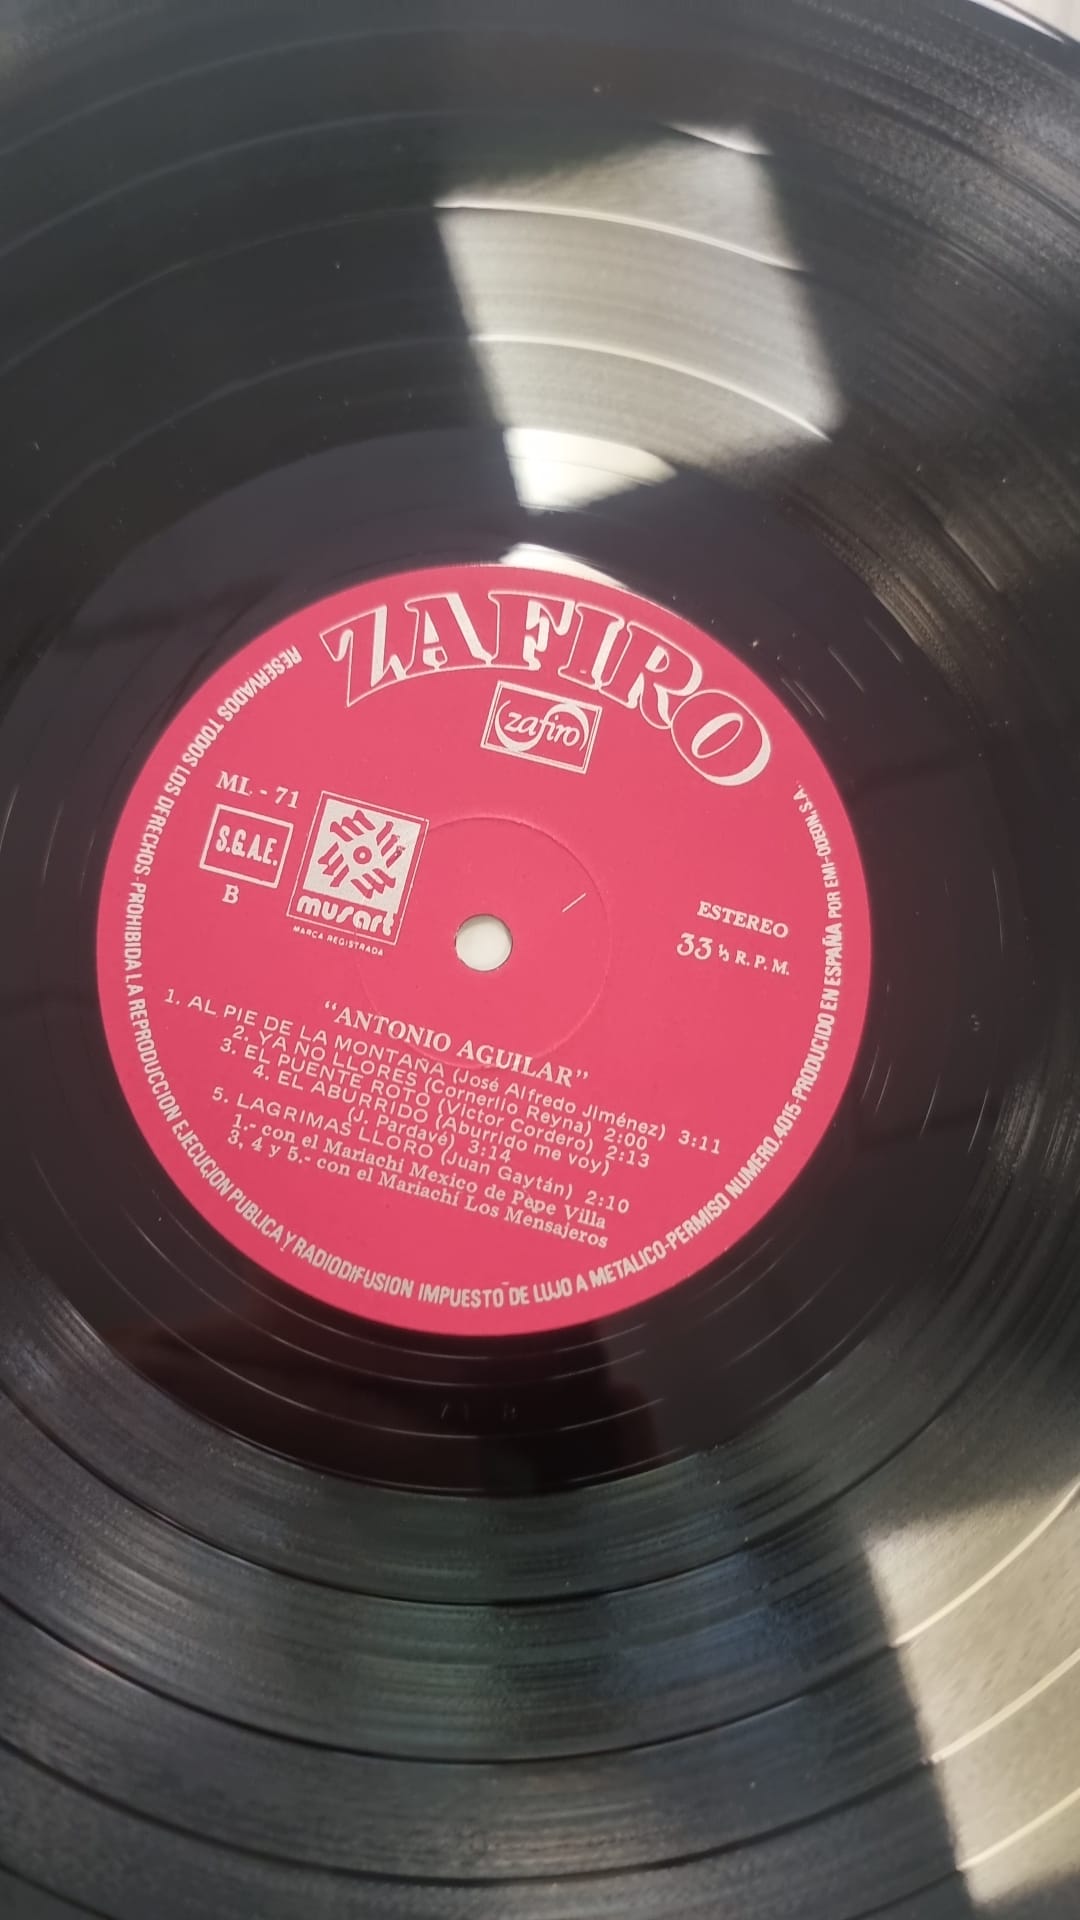 ZAFIRO
zafiro
ML - 71
S.G.A.E.
B
musart
MARCA REGISTRADA
ESTEREO
33 ⅓ R.P.M.
"ANTONIO AGUILAR"
1. AL PIE DE LA MONTAÑA (José Alfredo Jiménez) 3:11
2. YA NO LLORES (Cornerlio Reyna) 2:00
3. EL PUENTE ROTO (Victor Cordero) 2:13
4. EL ABURRIDO (Aburrido me voy)
(J. Pardavé) 3:14
5. LAGRIMAS LLORO (Juan Gaytán) 2:10
1.- con el Mariachi Mexico de Pepe Villa
3, 4 y 5.- con el Mariachí Los Mensajeros
RESERVADOS TODOS LOS DERECHOS. PROHIBIDA LA REPRODUCCION EJECUCION PUBLICA Y RADIODIFUSION IMPUESTO DE LUJO A METALICO-PERMISO NUMERO. 4015-PRODUCIDO EN ESPAÑA POR EMI-ODEON, S.A.